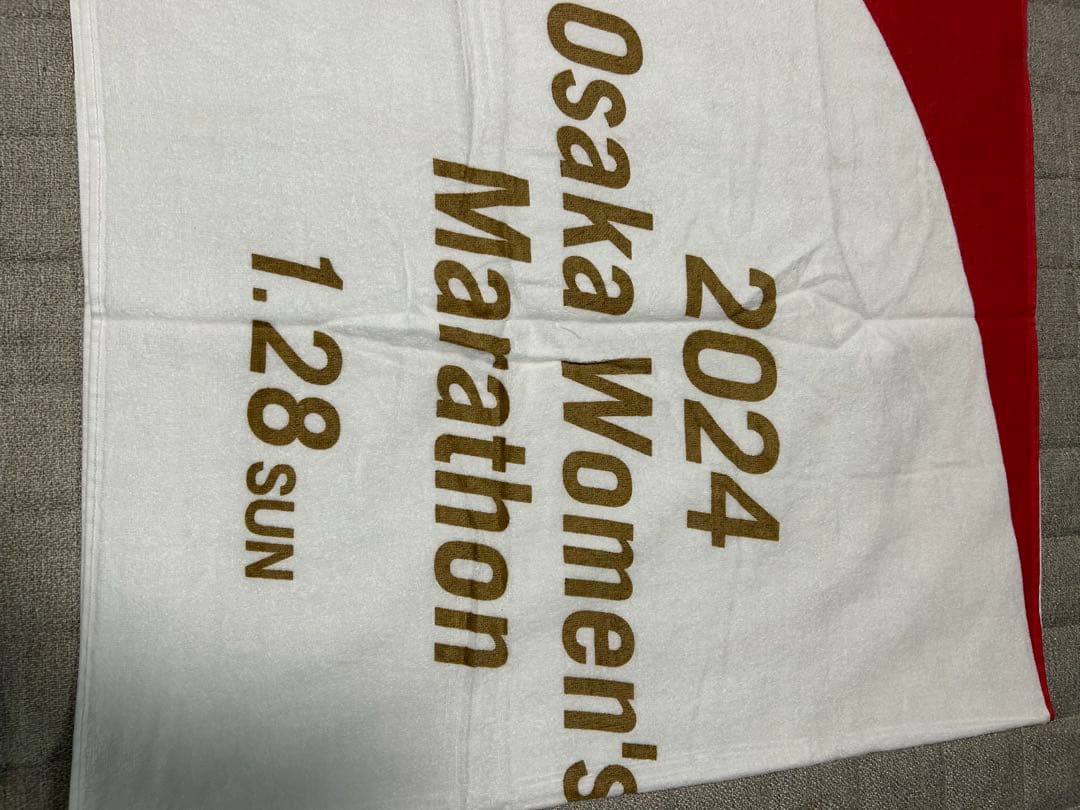 2024
Osaka Women's
Marathon
1.28 SUN